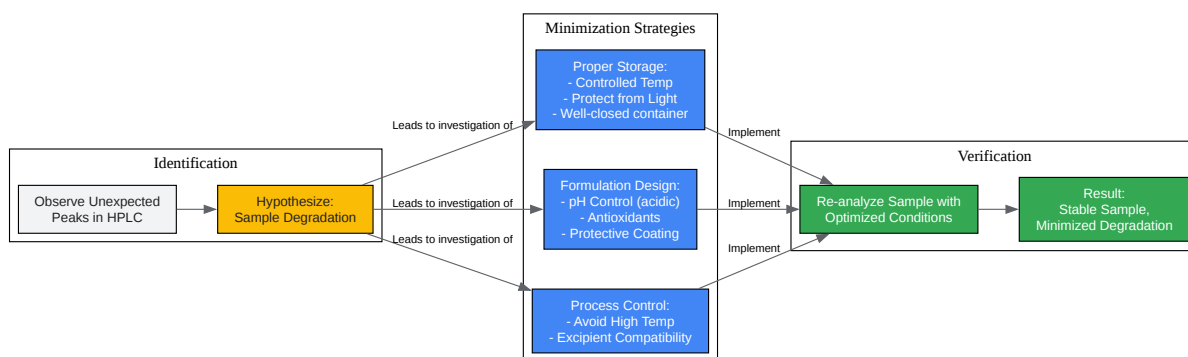 Minimization Strategies
Proper Storage:
- Controlled Temp
- Protect from Light
- Well-closed container
Leads to investigation of
Implement
Identification
Verification
Observe Unexpected
Peaks in HPLC
Hypothesize:
Sample Degradation
Leads to investigation of
Formulation Design:
- pH Control (acidic)
- Antioxidants
- Protective Coating
Implement
Re-analyze Sample with
Optimized Conditions
Result:
Stable Sample,
Minimized Degradation
Leads to investigation of
Implement
Process Control:
- Avoid High Temp
- Excipient Compatibility